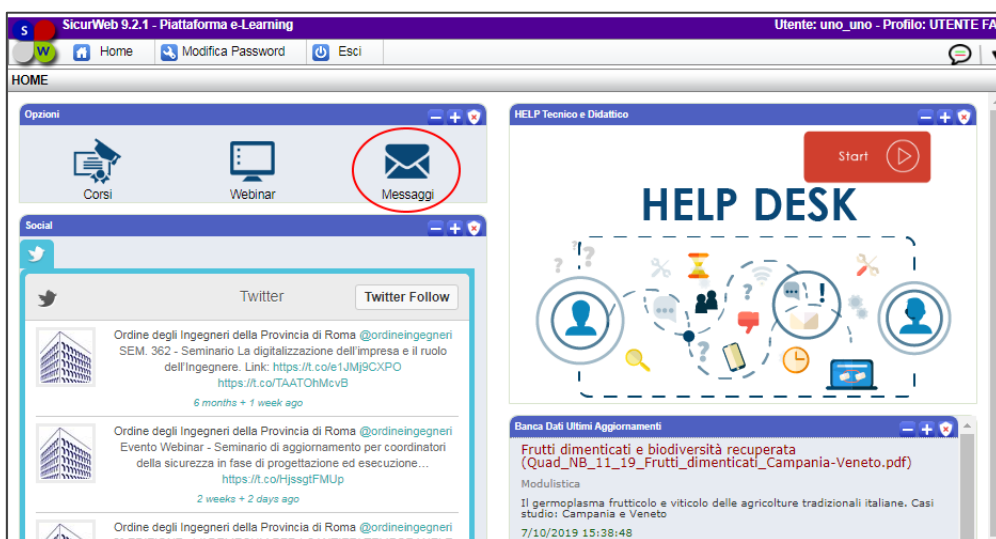 S
W
SicurWeb 9.2.1 - Piattaforma e-Learning
Utente: uno_uno - Profilo: UTENTE FA
Home
Modifica Password
Esci
HOME
Opzioni
Corsi
Webinar
Messaggi
Social
Twitter
Twitter Follow
Ordine degli Ingegneri della Provincia di Roma @ordineingegneri
SEM. 362 - Seminario La digitalizzazione dell'impresa e il ruolo
dell'Ingegnere. Link: https://t.co/e1JMj9CXPO
https://t.co/TAATOhMcvB
6 months + 1 week ago
Ordine degli Ingegneri della Provincia di Roma @ordineingegneri
Evento Webinar - Seminario di aggiornamento per coordinatori
della sicurezza in fase di progettazione ed esecuzione…
https://t.co/HjssgtFMUp
2 weeks + 2 days ago
Ordine degli Ingegneri della Provincia di Roma @ordineingegneri
HELP Tecnico e Didattico
Start
HELP DESK
Banca Dati Ultimi Aggiornamenti
Frutti dimenticati e biodiversità recuperata
(Quad_NB_11_19_Frutti_dimenticati_Campania-Veneto.pdf)
Modulistica
Il germoplasma frutticolo e viticolo delle agricolture tradizionali italiane. Casi
studio: Campania e Veneto
7/10/2019 15:38:48